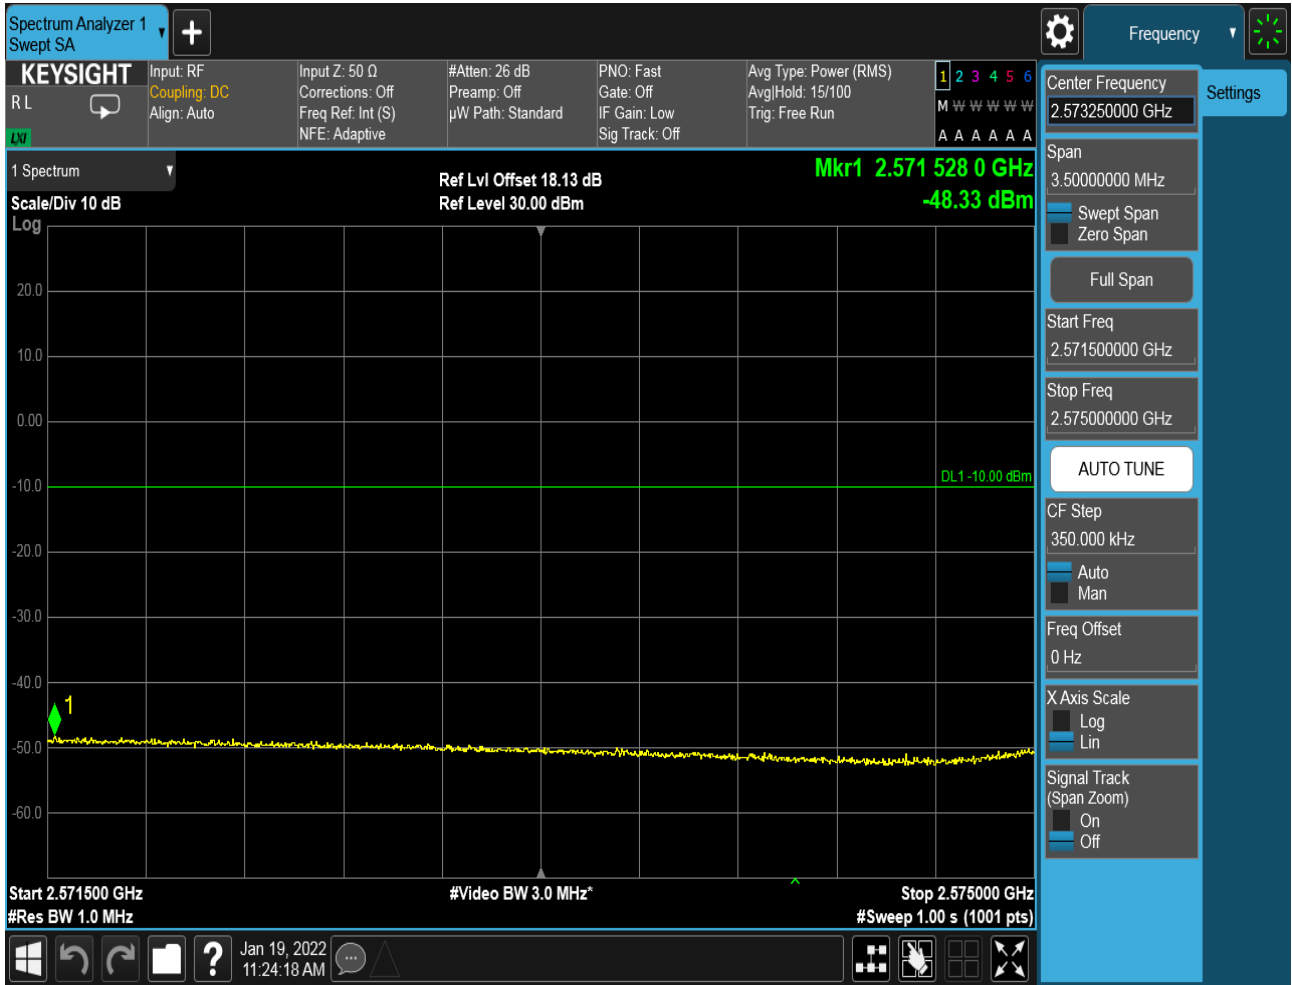 Spectrum Analyzer 1
Swept SA
Frequency
KEYSIGHT
R L
LXI
Input: RF
Coupling: DC
Align: Auto
Input Z: 50 Ω
Corrections: Off
Freq Ref: Int (S)
NFE: Adaptive
#Atten: 26 dB
Preamp: Off
µW Path: Standard
PNO: Fast
Gate: Off
IF Gain: Low
Sig Track: Off
Avg Type: Power (RMS)
Avg|Hold: 15/100
Trig: Free Run
1 2 3 4 5 6
M W W W W W
A A A A A A
1 Spectrum
Scale/Div 10 dB
Log
Ref Lvl Offset 18.13 dB
Ref Level 30.00 dBm
Mkr1 2.571 528 0 GHz
-48.33 dBm
20.0
10.0
0.00
-10.0
-20.0
-30.0
-40.0
-50.0
-60.0
DL1 -10.00 dBm
1
Start 2.571500 GHz
#Res BW 1.0 MHz
#Video BW 3.0 MHz*
Stop 2.575000 GHz
#Sweep 1.00 s (1001 pts)
Center Frequency
2.573250000 GHz
Settings
Span
3.50000000 MHz
Swept Span
Zero Span
Full Span
Start Freq
2.571500000 GHz
Stop Freq
2.575000000 GHz
AUTO TUNE
CF Step
350.000 kHz
Auto
Man
Freq Offset
0 Hz
X Axis Scale
Log
Lin
Signal Track
(Span Zoom)
On
Off
?
Jan 19, 2022
11:24:18 AM